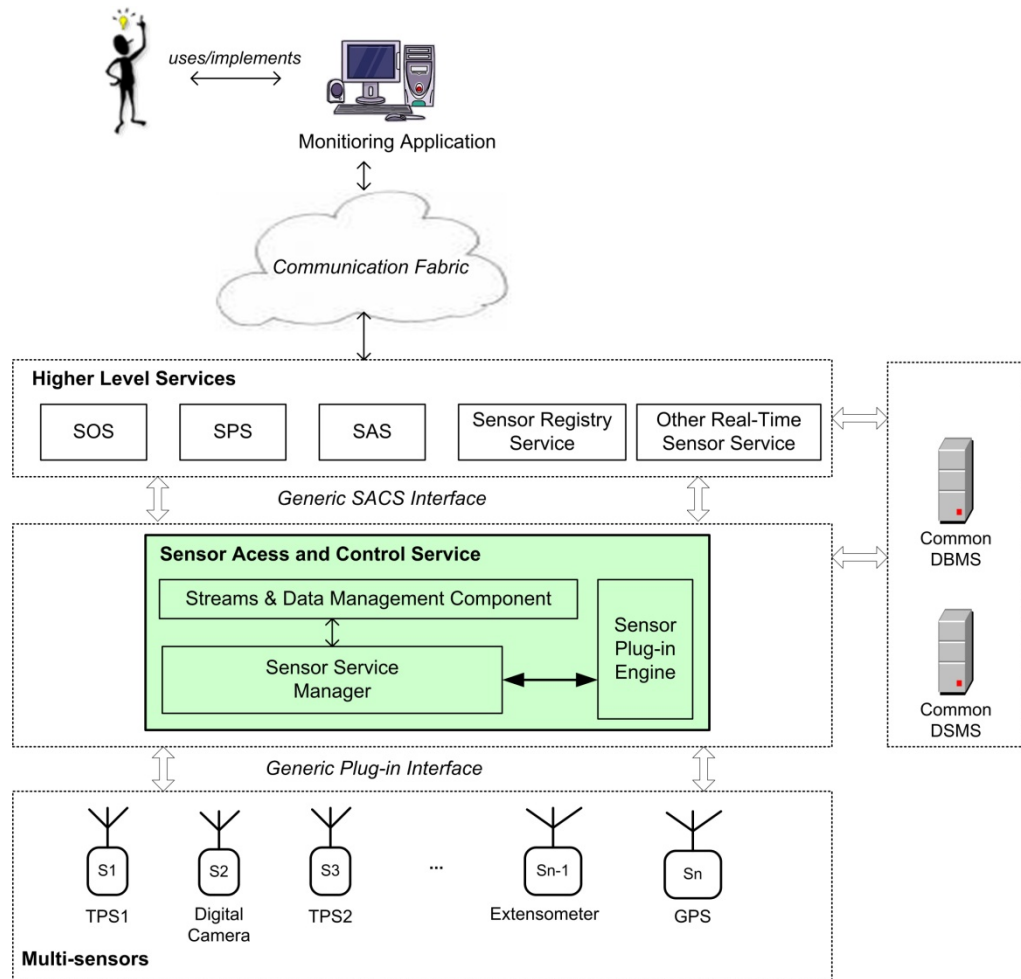 uses/implements
Monitioring Application
Communication Fabric
Higher Level Services
SOS
SPS
SAS
Sensor Registry
Service
Other Real-Time
Sensor Service
Generic SACS Interface
Sensor Acess and Control Service
Streams & Data Management Component
Sensor Service
Manager
Sensor
Plug-in
Engine
Common
DBMS
Common
DSMS
Generic Plug-in Interface
S1
S2
S3
...
Sn-1
Sn
TPS1
Digital
Camera
TPS2
Extensometer
GPS
Multi-sensors